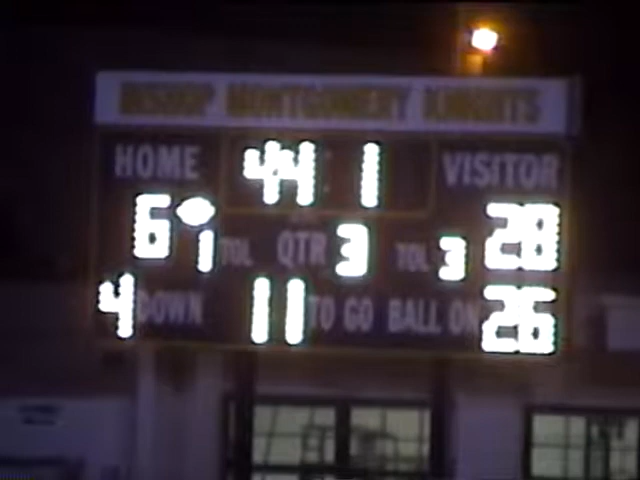 BISHOP MONTGOMERY KNIGHTS
HOME 44:1 VISITOR
6 1 TOL QTR 3 TOL 3 28
4 DOWN 11 TO GO BALL ON 26